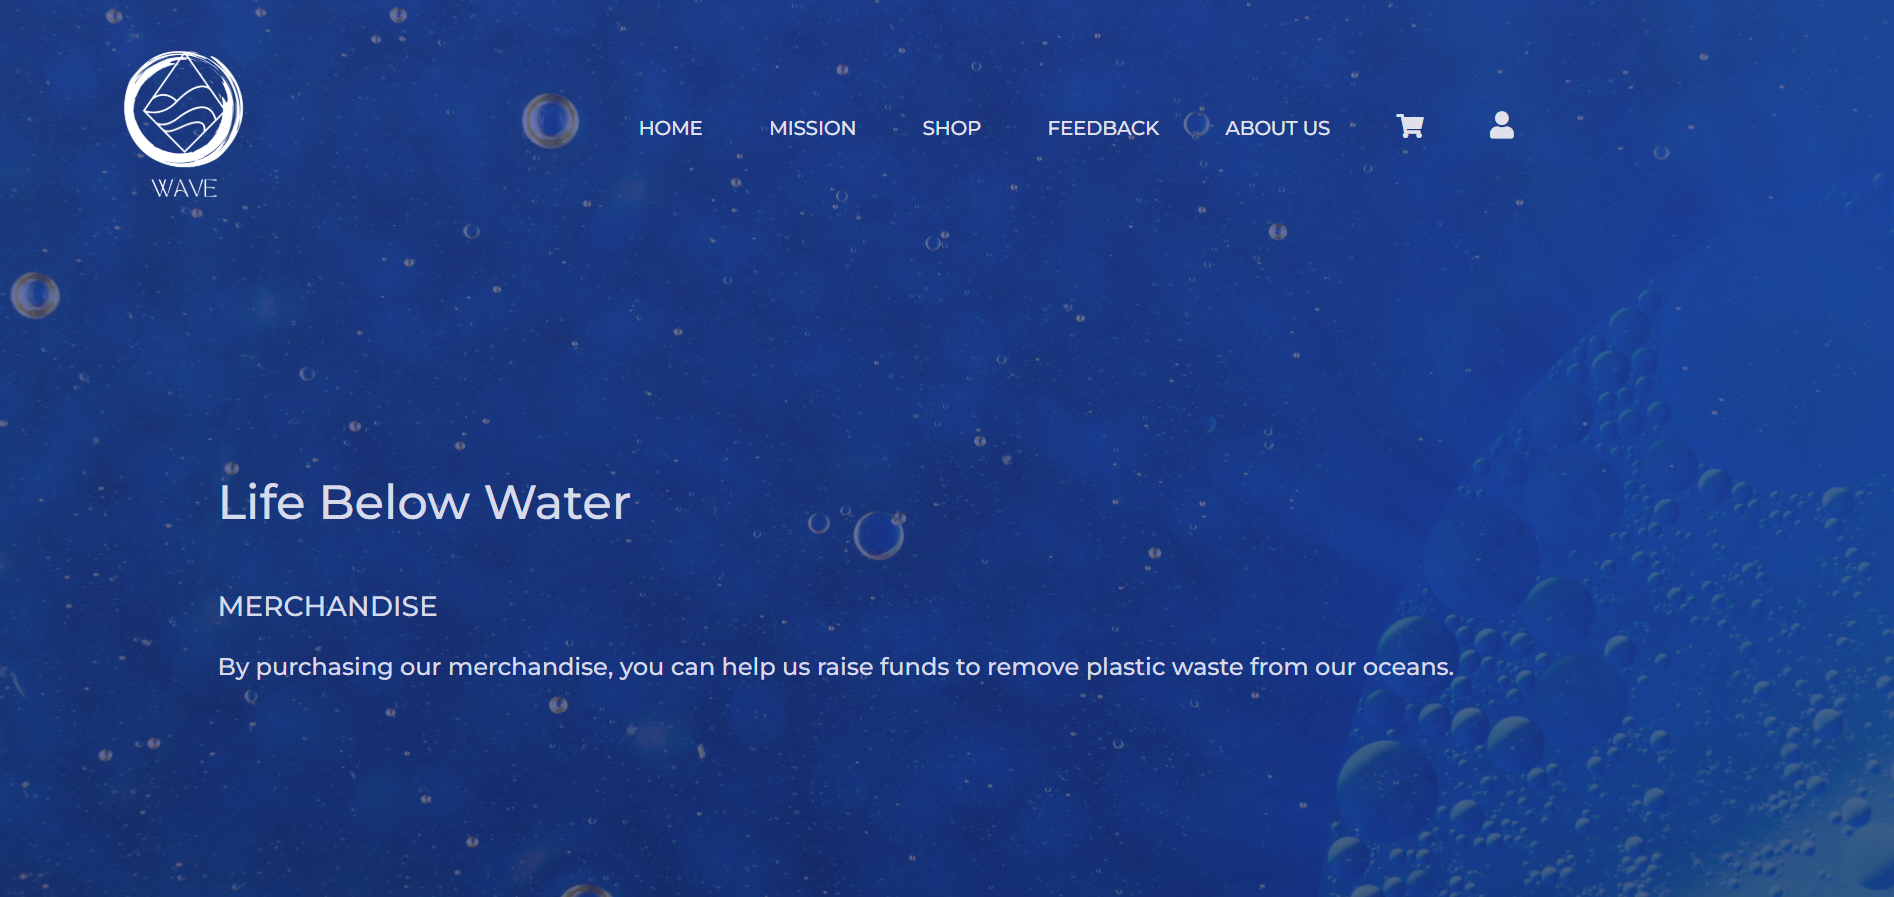 WAVE
HOME MISSION SHOP FEEDBACK ABOUT US
Life Below Water
MERCHANDISE
By purchasing our merchandise, you can help us raise funds to remove plastic waste from our oceans.